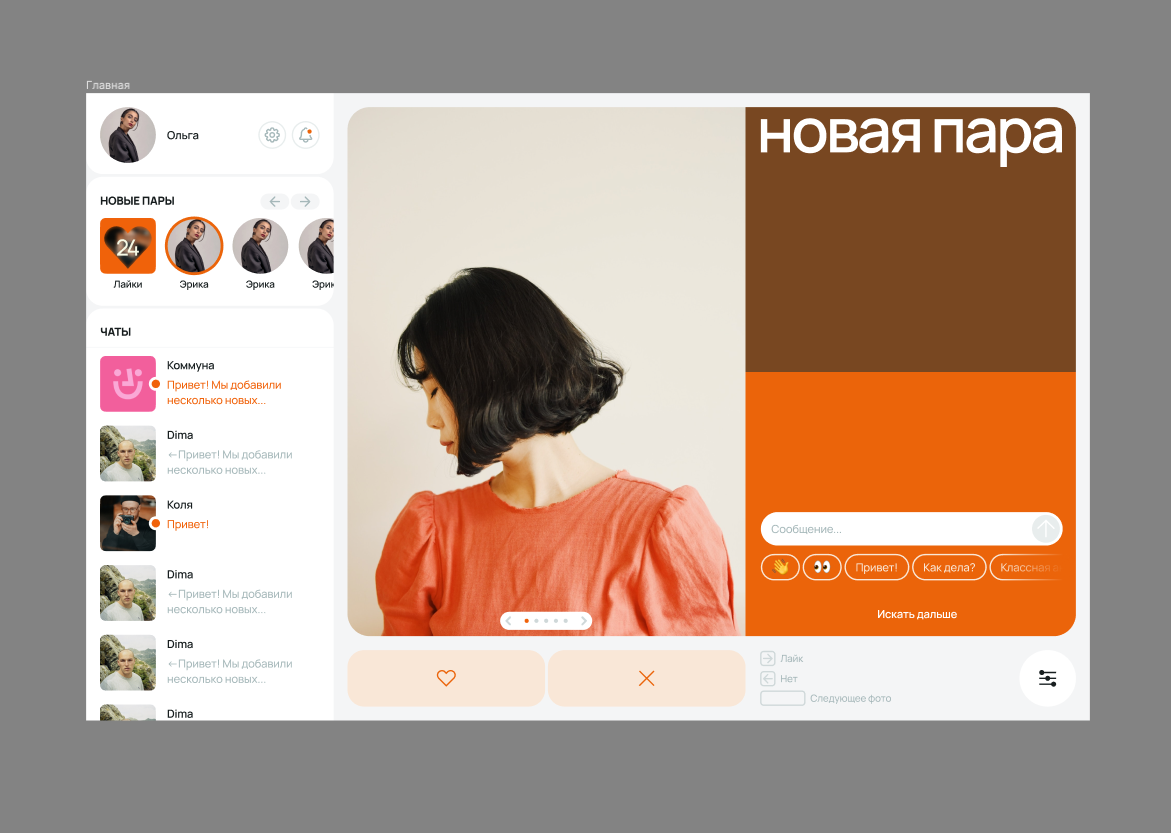 Главная
Ольга
НОВЫЕ ПАРЫ
24
Лайки
Эрика
Эрика
Эрик
ЧАТЫ
Коммуна
Привет! Мы добавили
несколько новых...
Dima
←Привет! Мы добавили
несколько новых...
Коля
Привет!
Dima
←Привет! Мы добавили
несколько новых...
Dima
←Привет! Мы добавили
несколько новых...
Dima
новая пара
Сообщение...
👋 👀 Привет! Как дела? Классная
Искать дальше
Лайк
Нет
Следующее фото